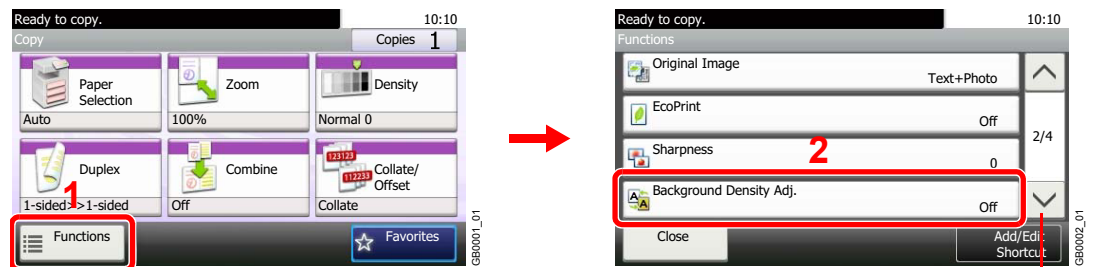 Ready to copy. 10:10
Copy Copies 1
Paper
Selection
Auto
Zoom
100%
Density
Normal 0
Duplex
1-sided>>1-sided
Combine
Off
123123
112233
Collate/
Offset
Collate
1
Functions
Favorites
GB0001_01
Ready to copy. 10:10
Functions
Original Image
Text+Photo
EcoPrint
Off
Sharpness
0
2
Background Density Adj.
Off
2/4
Close
Add/Edit
Shortcut
GB0002_01